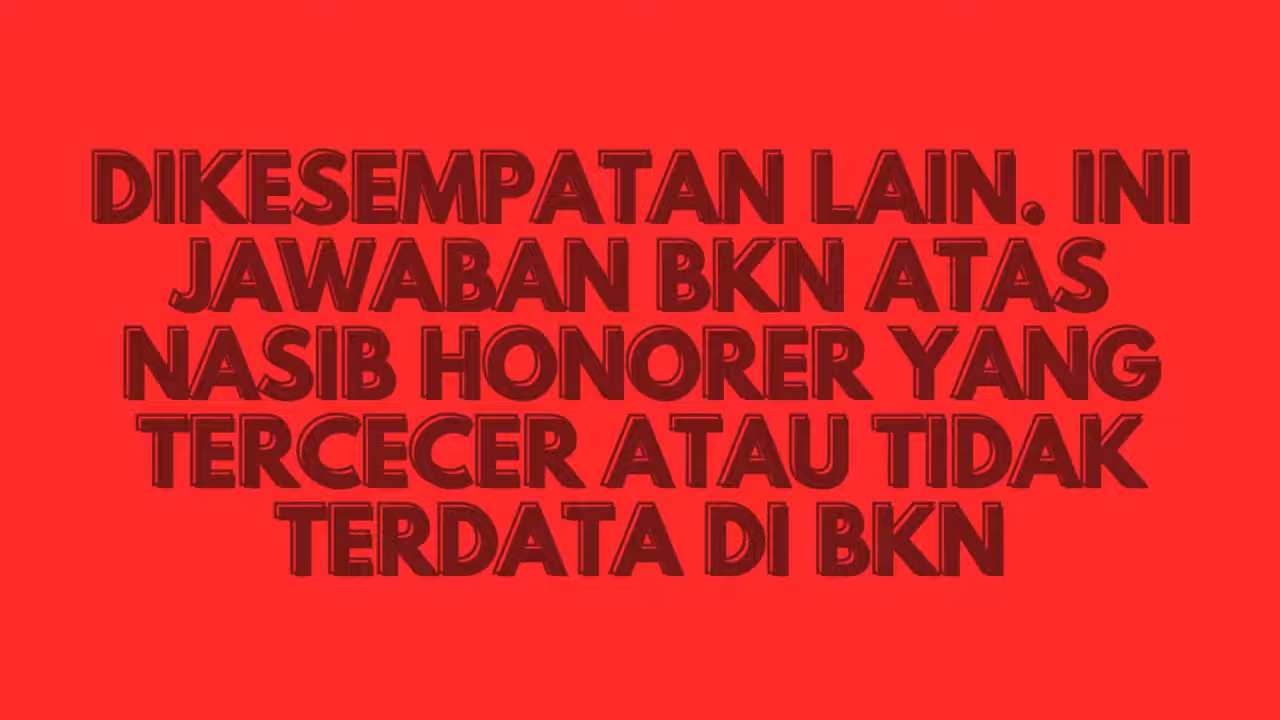 DIKESEMPATAN LAIN. INI
JAWABAN BKN ATAS
NASIB HONORER YANG
TERCECER ATAU TIDAK
TERDATA DI BKN